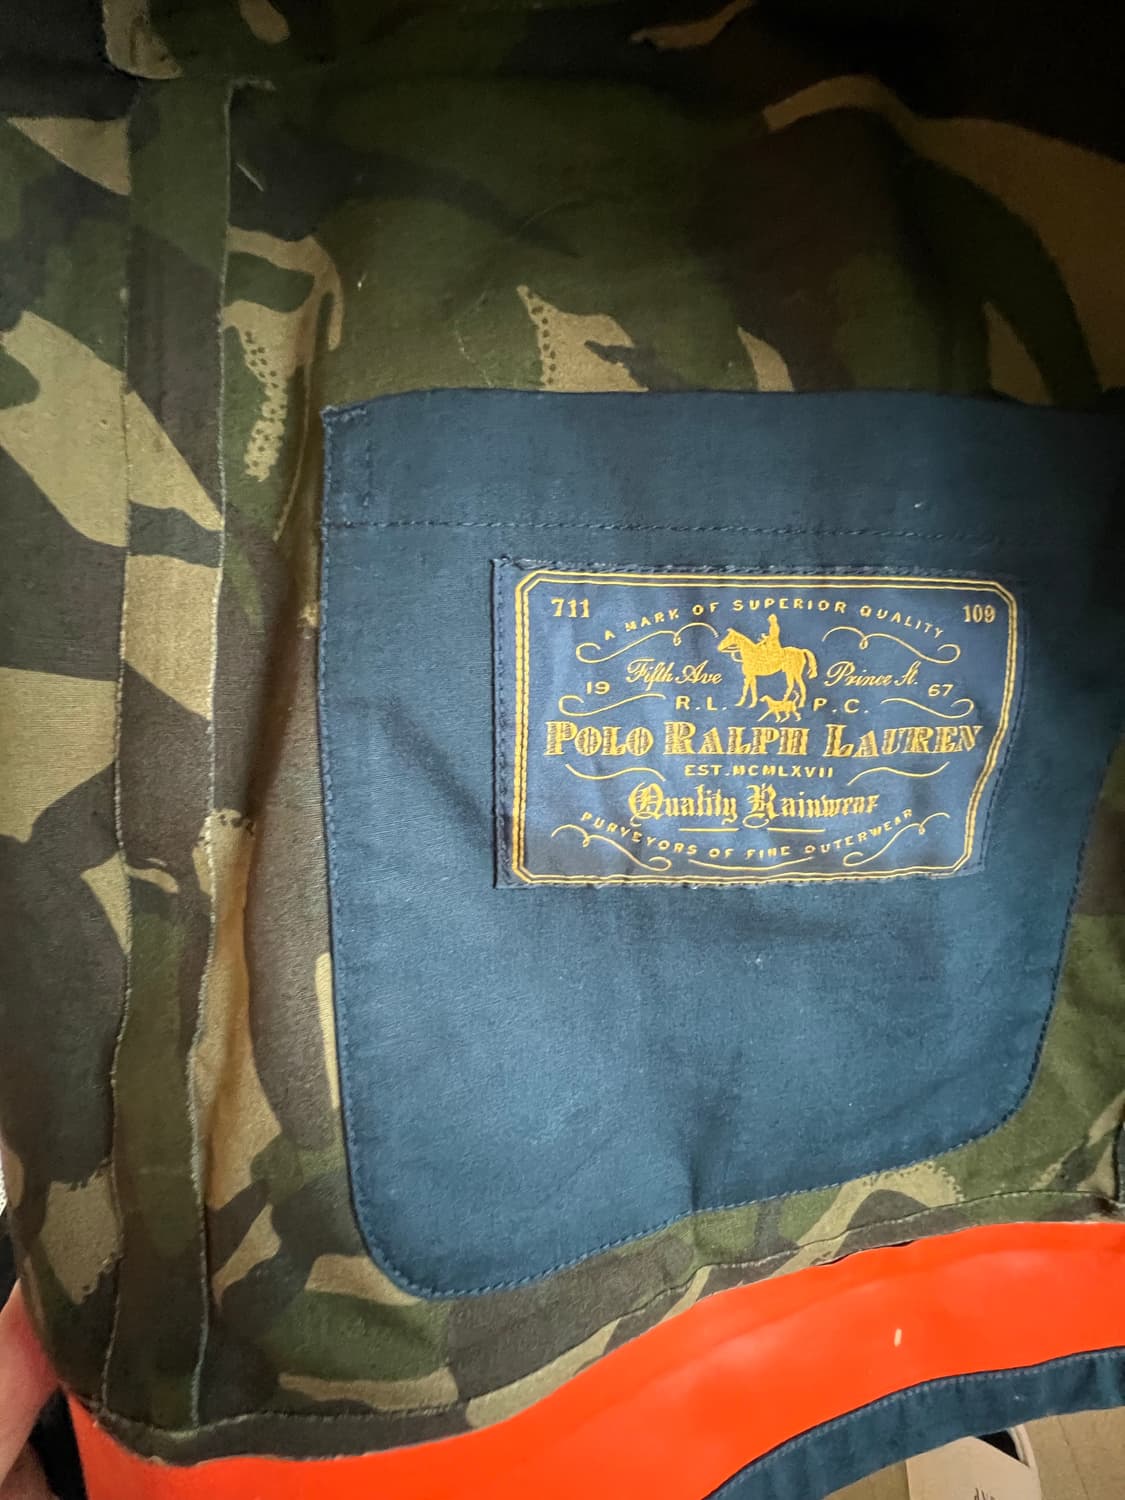 711 109
A MARK OF SUPERIOR QUALITY
Fifth Ave Prince St.
19 67
R.L. P.C.
POLO RALPH LAUREN
EST. MCMLXVII
Quality Rainwear
PURVEYORS OF FINE OUTERWEAR